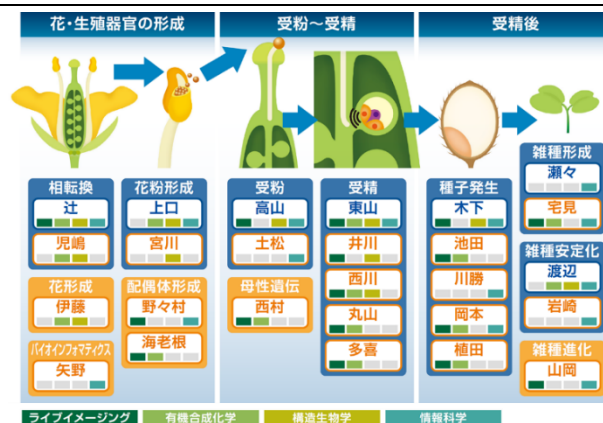 花・生殖器官の形成
受粉～受精
受精後
相転換
辻
児嶋
花形成
伊藤
バイオインフォマティクス
矢野
花粉形成
上口
宮川
配偶体形成
野々村
海老根
受粉
高山
土松
母性遺伝
西村
受精
東山
井川
西川
丸山
多喜
種子発生
木下
池田
川勝
岡本
植田
雑種形成
瀬々
宅見
雑種安定化
渡辺
岩崎
雑種進化
山岡
ライブイメージング
有機合成化学
構造生物学
情報科学